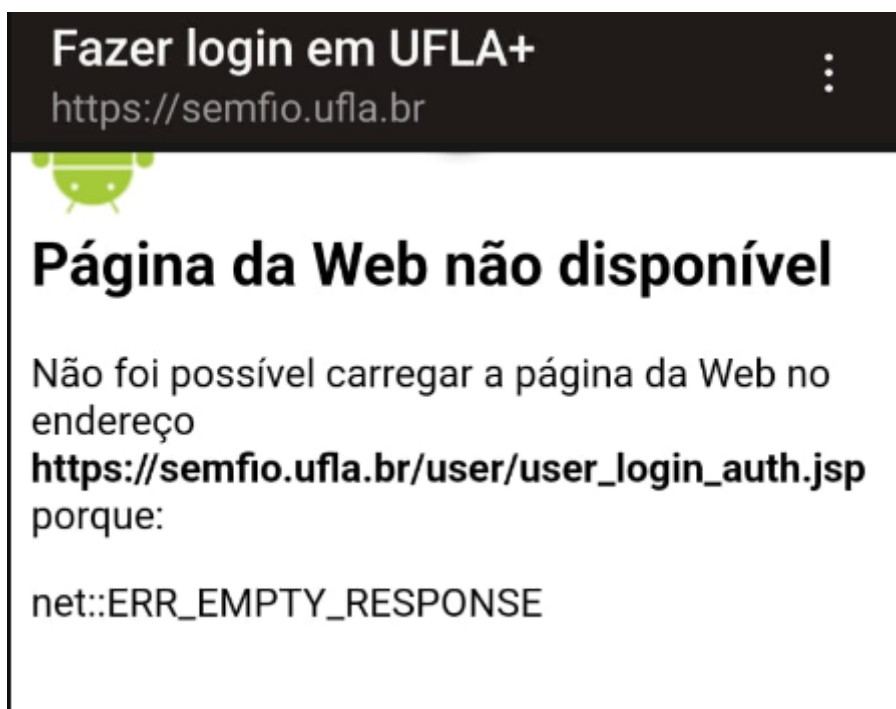 Fazer login em UFLA+
https://semfio.ufla.br
Página da Web não disponível
Não foi possível carregar a página da Web no
endereço
https://semfio.ufla.br/user/user_login_auth.jsp
porque:
net::ERR_EMPTY_RESPONSE